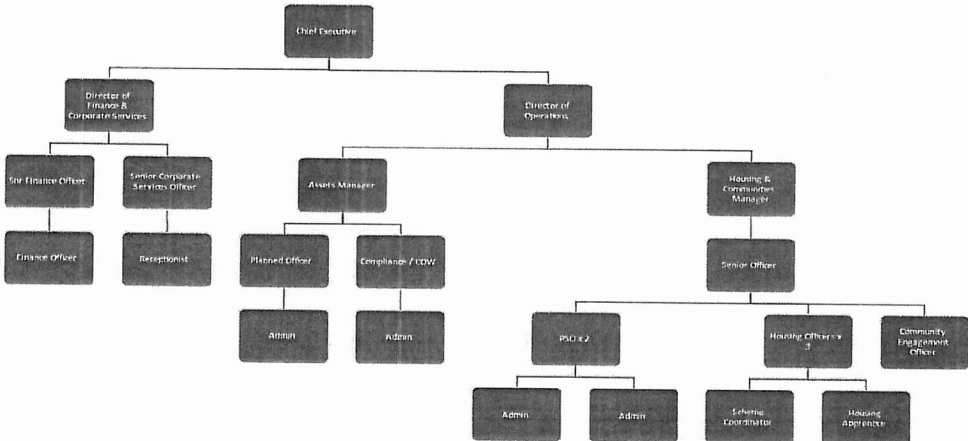 Chief Executive
Director of
Finance &
Corporate Services
Director of
Operations
Snr Finance Officer
Senior Corporate
Services Officer
Assets Manager
Housing &
Communities
Manager
Finance Officer
Receptionist
Planned Officer
Compliance / COW
Senior Officer
Admin
Admin
PSO x 2
Housing Officers x
3
Community
Engagement
Officer
Admin
Admin
Scheme
Coordinator
Housing
Apprentice